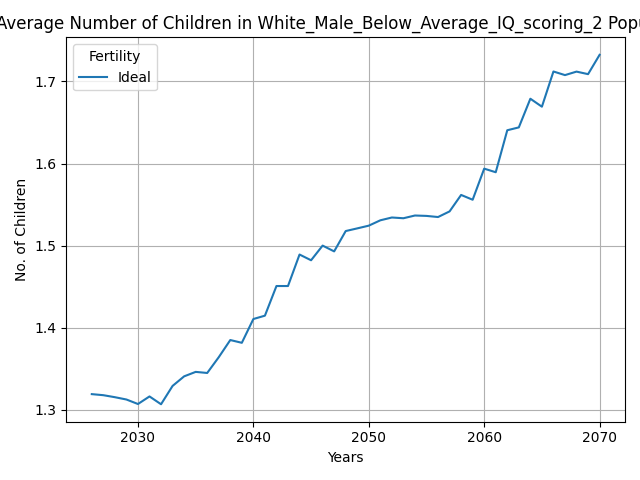 Average Number of Children in White_Male_Below_Average_IQ_scoring_2
Fertility
Ideal
1.7
1.6
1.5
1.4
1.3
No. of Children
2030
2040
2050
2060
2070
Years